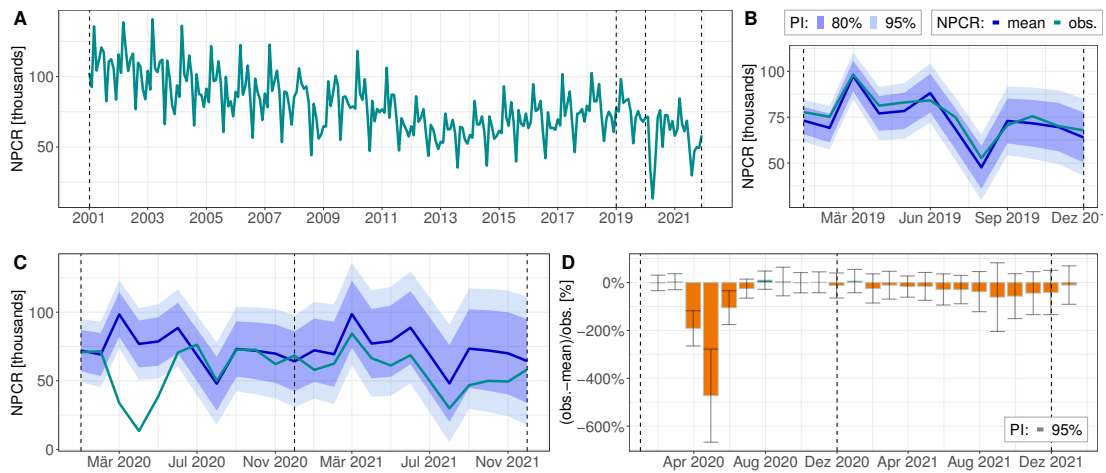 A
NPCR [thousands]
100
50
2001 2003 2005 2007 2009 2011 2013 2015 2017 2019 2021
B
PI: 80% 95%
NPCR: mean obs.
NPCR [thousands]
100
75
50
Mär 2019 Jun 2019 Sep 2019 Dez 2019
C
NPCR [thousands]
100
50
0
Mär 2020 Jul 2020 Nov 2020 Mär 2021 Jul 2021 Nov 2021
D
(obs.−mean)/obs. [%]
0%
−200%
−400%
−600%
PI: 95%
Apr 2020 Aug 2020 Dez 2020 Apr 2021 Aug 2021 Dez 2021